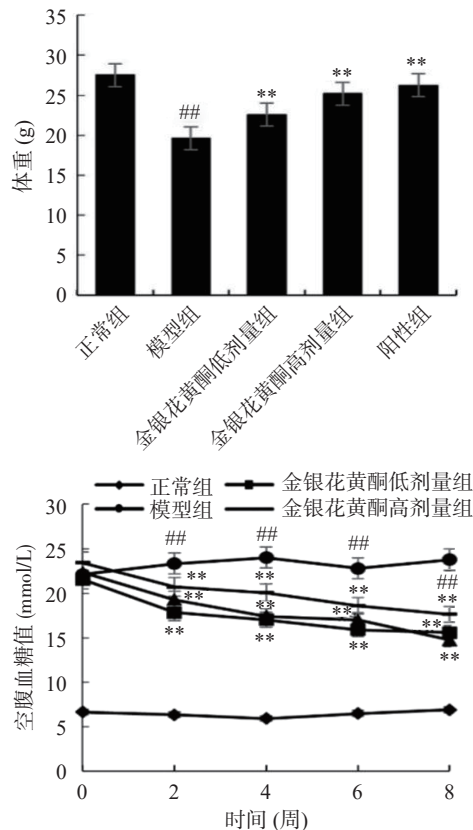 35
30
25
20
15
10
5
0
体重 (g)
##
**
**
**
正常组
模型组
金银花黄酮低剂量组
金银花黄酮高剂量组
阳性组
正常组
金银花黄酮低剂量组
模型组
金银花黄酮高剂量组
30
25
20
15
10
5
0
空腹血糖值 (mmol/L)
## ## ## ##
** ** ** **
** ** ** **
** ** ** **
0 2 4 6 8
时间 (周)